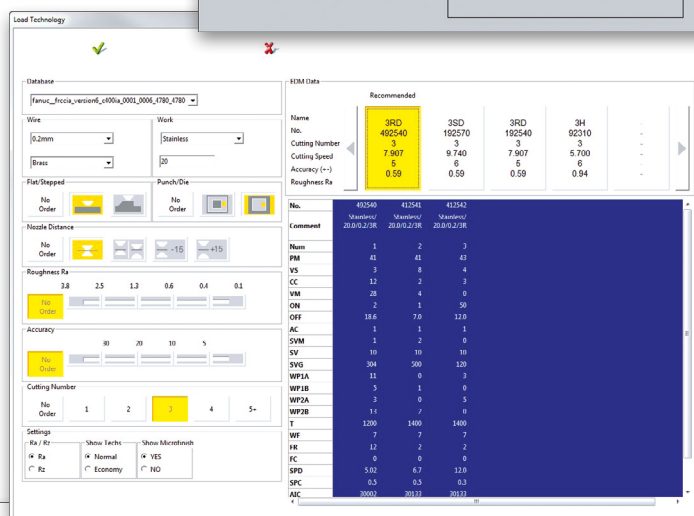 Load Technology
Database
fanuc_frccia_version6_c400ia_0001_0006_4780_4780
Wire
0.2mm
Brass
Work
Stainless
20
Flat/Stepped
No Order
Punch/Die
No Order
Nozzle Distance
No Order
-15
+15
Roughness Ra
3.8 2.5 1.3 0.6 0.4 0.1
No Order
Accuracy
30 20 10 5
No Order
Cutting Number
No Order 1 2 3 4 5+
Settings
Ra / Rz
Ra
Rz
Show Techs
Normal
Economy
Show Microfinish
YES
NO
EDM Data
Recommended
Name 3RD 3SD 3RD 3H
No. 492540 192570 192540 92310
Cutting Number 3 3 3 3
Cutting Speed 7.907 9.740 7.907 5.700
Accuracy (+-) 5 6 5 6
Roughness Ra 0.59 0.59 0.59 0.94
No. 492540 412541 412542
Comment Stainless/ 20.0/0.2/3R Stainless/ 20.0/0.2/3R Stainless/ 20.0/0.2/3R
Num 1 2 3
PM 41 41 43
VS 3 8 4
CC 12 2 3
VM 28 4 0
ON 2 1 50
OFF 18.6 7.0 12.0
AC 1 1 1
SVM 1 2 0
SV 10 10 10
SVG 304 500 120
WP1A 11 0 3
WP1B 5 1 0
WP2A 3 0 5
WP2B 13 2 0
T 1200 1400 1400
WF 7 7 7
FR 12 2 2
FC 0 0 0
SPD 5.02 6.7 12.0
SPC 0.5 0.5 0.3
AIC 30002 30133 30133